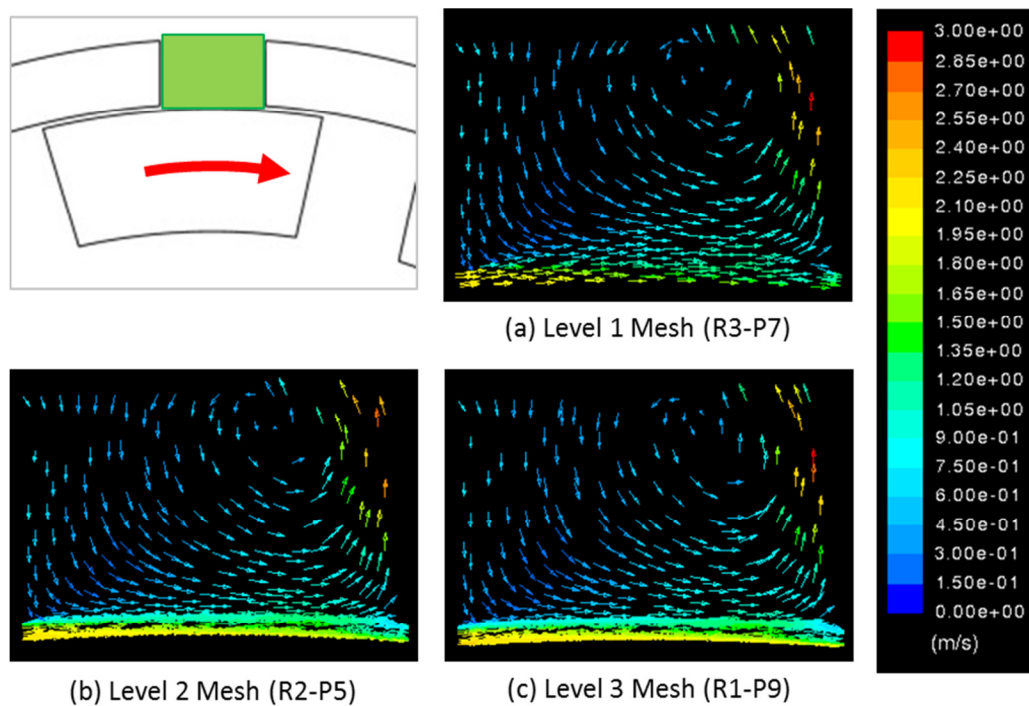 (a) Level 1 Mesh (R3-P7)
(b) Level 2 Mesh (R2-P5)
(c) Level 3 Mesh (R1-P9)
3.00e+00
2.85e+00
2.70e+00
2.55e+00
2.40e+00
2.25e+00
2.10e+00
1.95e+00
1.80e+00
1.65e+00
1.50e+00
1.35e+00
1.20e+00
1.05e+00
9.00e-01
7.50e-01
6.00e-01
4.50e-01
3.00e-01
1.50e-01
0.00e+00
(m/s)